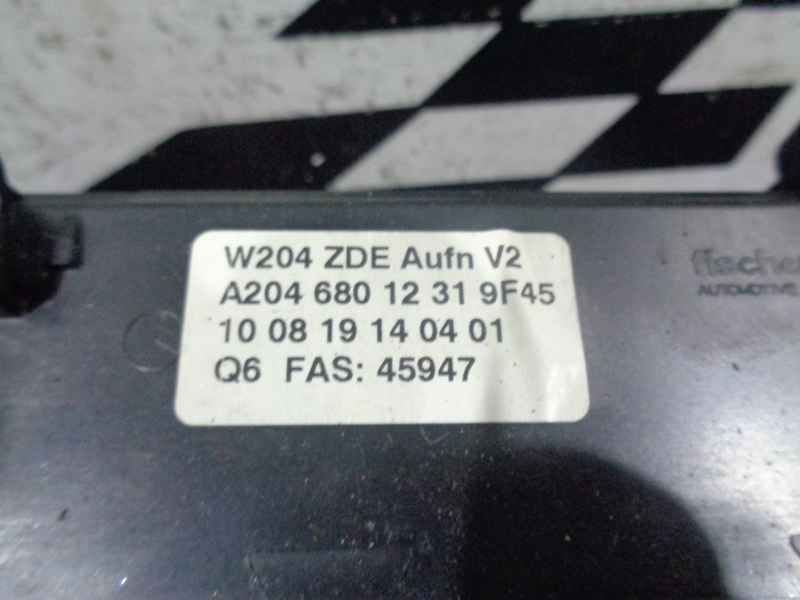 W204 ZDE Aufn V2
A204 680 12 31 9F45
10 08 19 14 04 01
Q6 FAS: 45947
fischer
AUTOMOTIVE